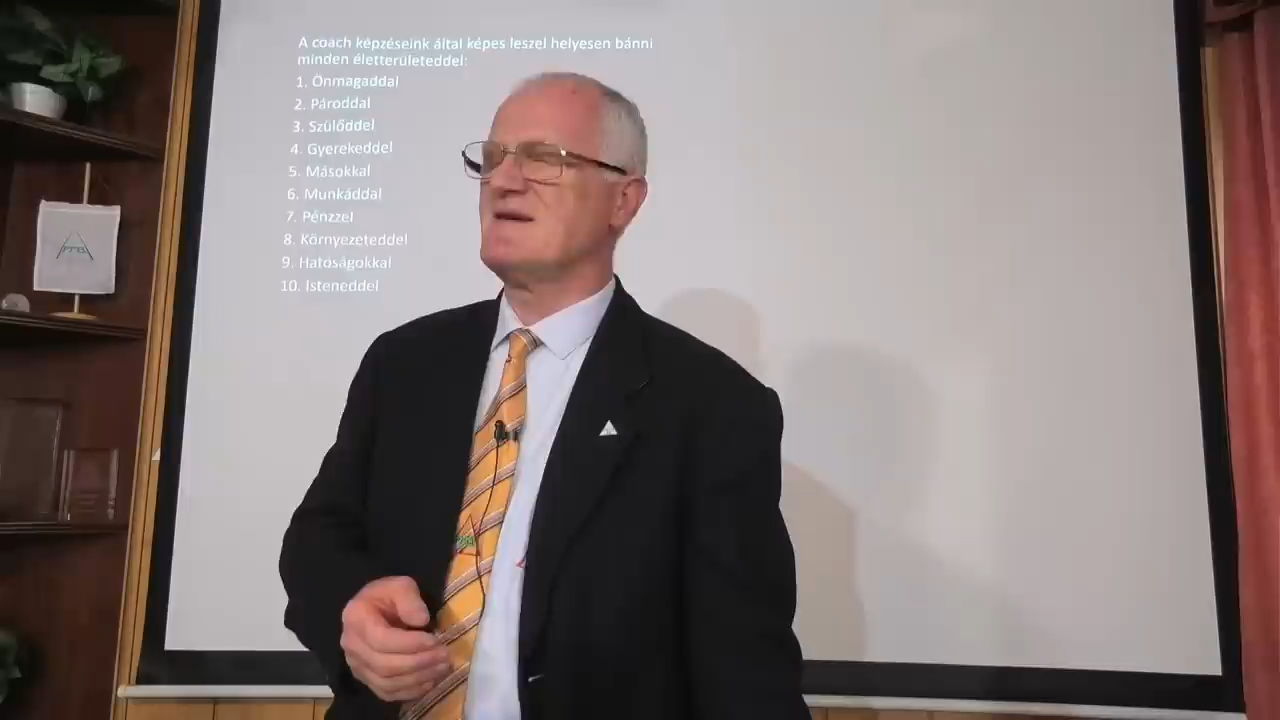 A coach képzéseink által képes leszel helyesen bánni
minden életterületeddel:
1. Önmagaddal
2. Pároddal
3. Szülőddel
4. Gyerekeddel
5. Másokkal
6. Munkáddal
7. Pénzzel
8. Környezeteddel
9. Hatóságokkal
10. Isteneddel